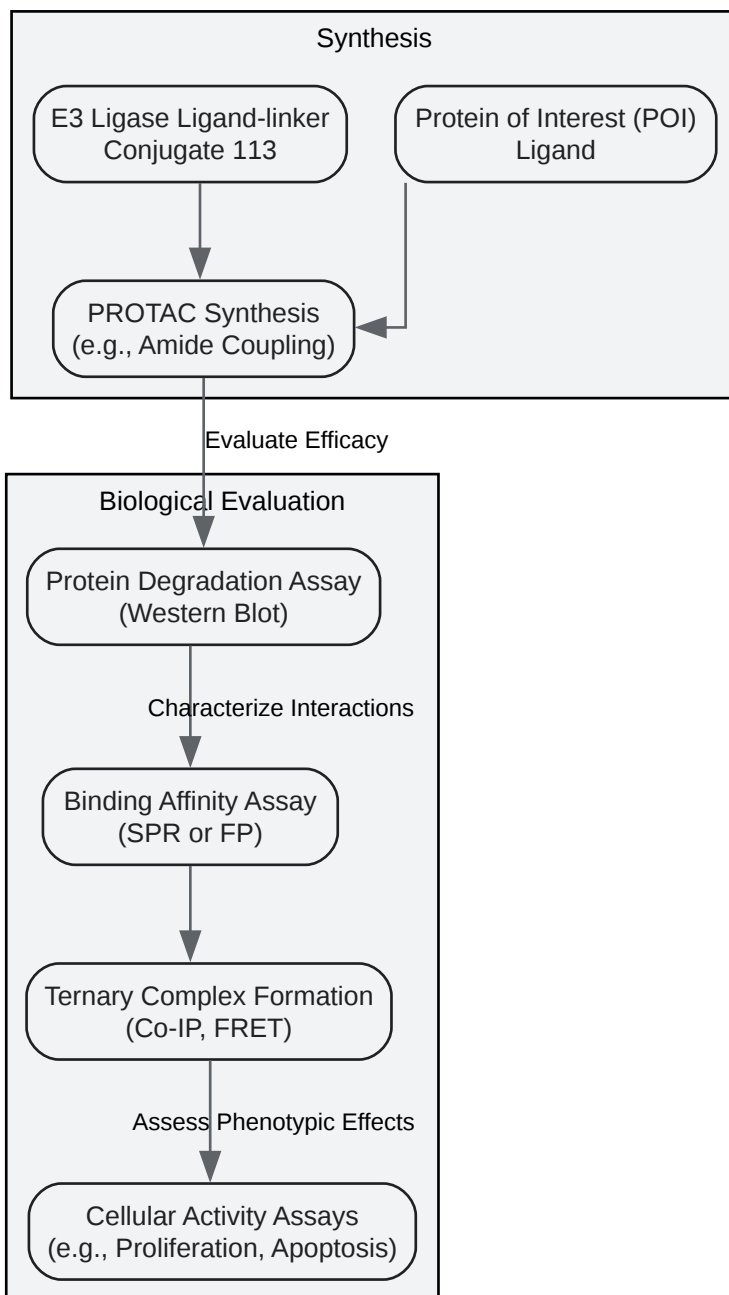 Synthesis
E3 Ligase Ligand-linker
Conjugate 113
Protein of Interest (POI)
Ligand
PROTAC Synthesis
(e.g., Amide Coupling)
Evaluate Efficacy
Biological Evaluation
Protein Degradation Assay
(Western Blot)
Characterize Interactions
Binding Affinity Assay
(SPR or FP)
Ternary Complex Formation
(Co-IP, FRET)
Assess Phenotypic Effects
Cellular Activity Assays
(e.g., Proliferation, Apoptosis)